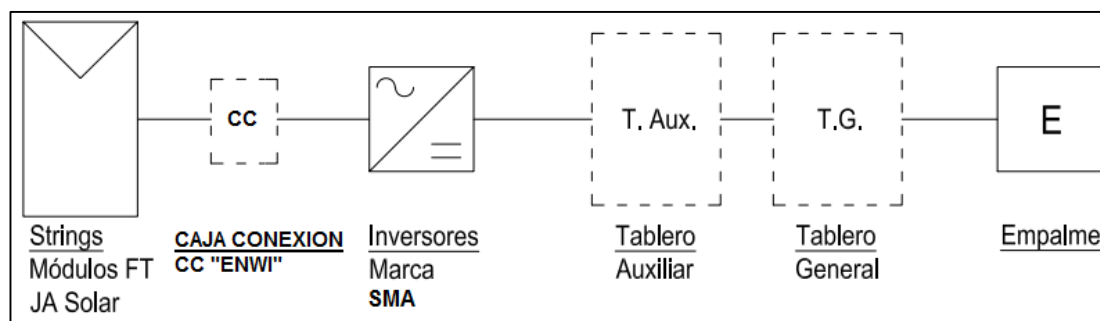 CC
T. Aux.
T.G.
E
Strings
Módulos FT
JA Solar
CAJA CONEXION
CC "ENWI"
Inversores
Marca
SMA
Tablero
Auxiliar
Tablero
General
Empalme